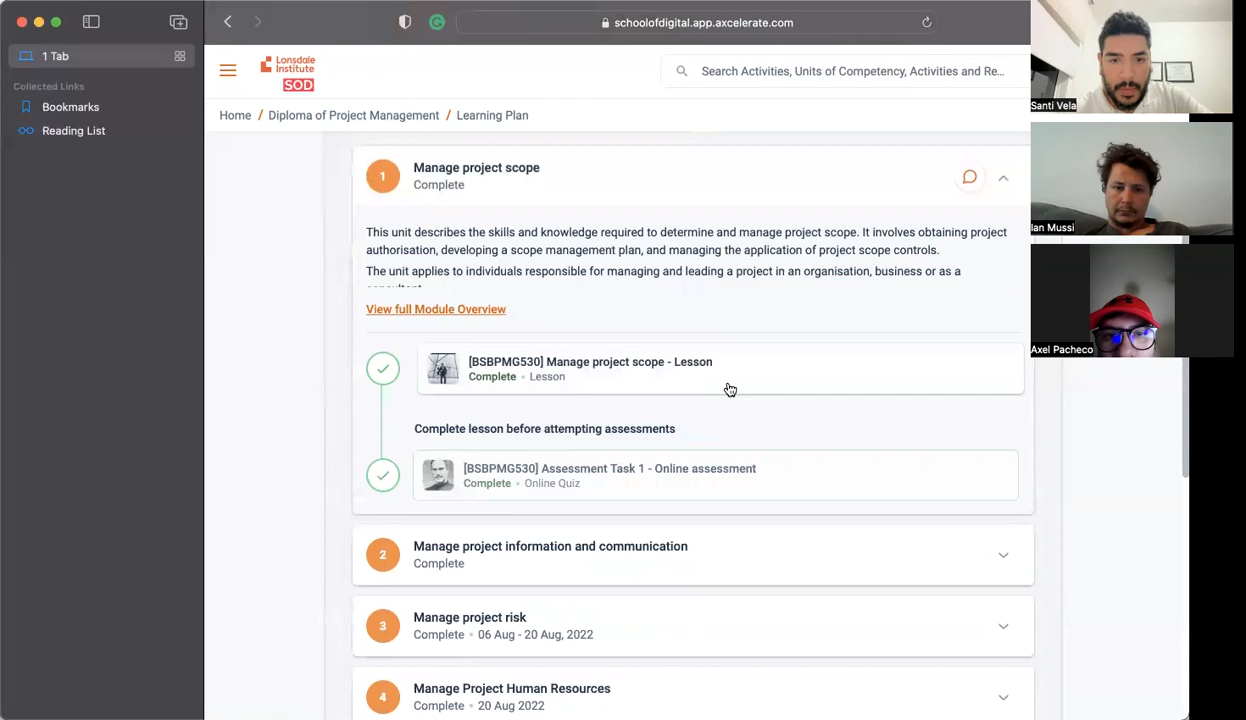 1 Tab
Collected Links
Bookmarks
Reading List
schoolofdigital.app.axcelerate.com
Lonsdale
Institute
SOD
Search Activities, Units of Competency, Activities and Re...
Home / Diploma of Project Management / Learning Plan
1
Manage project scope
Complete
This unit describes the skills and knowledge required to determine and manage project scope. It involves obtaining project
authorisation, developing a scope management plan, and managing the application of project scope controls.
The unit applies to individuals responsible for managing and leading a project in an organisation, business or as a
consultant.
View full Module Overview
[BSBPMG530] Manage project scope - Lesson
Complete • Lesson
Complete lesson before attempting assessments
[BSBPMG530] Assessment Task 1 - Online assessment
Complete • Online Quiz
2
Manage project information and communication
Complete
3
Manage project risk
Complete • 06 Aug - 20 Aug, 2022
4
Manage Project Human Resources
Complete • 20 Aug 2022
Santi Vela
Ian Mussi
Axel Pacheco